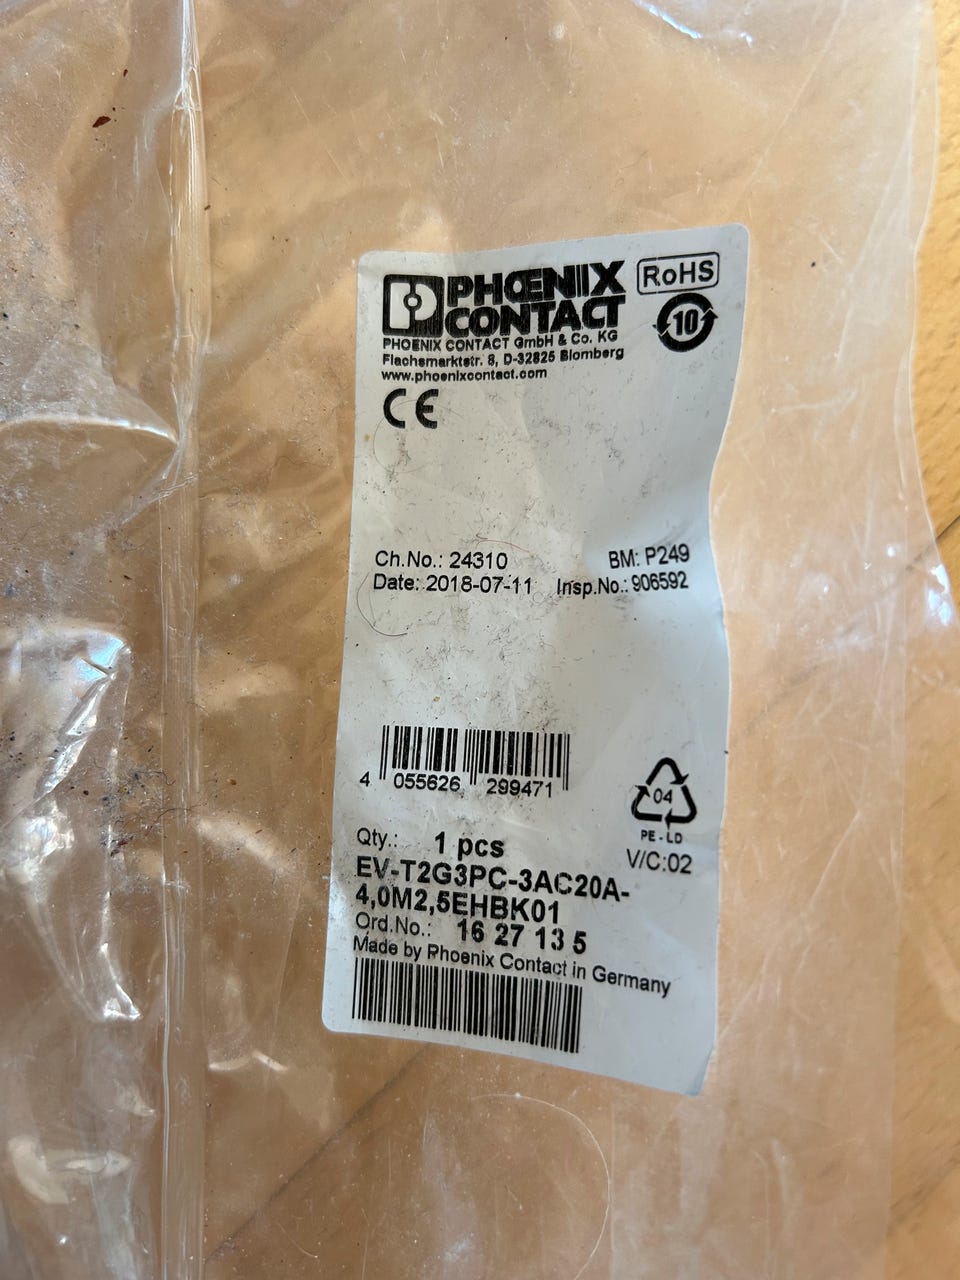 PHŒNIX
CONTACT
RoHS
10
PHOENIX CONTACT GmbH & Co. KG
Flachsmarktstr. 8, D-32825 Blomberg
www.phoenixcontact.com
CE
Ch.No.: 24310 BM: P249
Date: 2018-07-11 Insp.No.: 906592
4 055626 299471
04
PE-LD
V/C:02
Qty.: 1 pcs
EV-T2G3PC-3AC20A-
4,0M2,5EHBK01
Ord.No.: 16 27 13 5
Made by Phoenix Contact in Germany